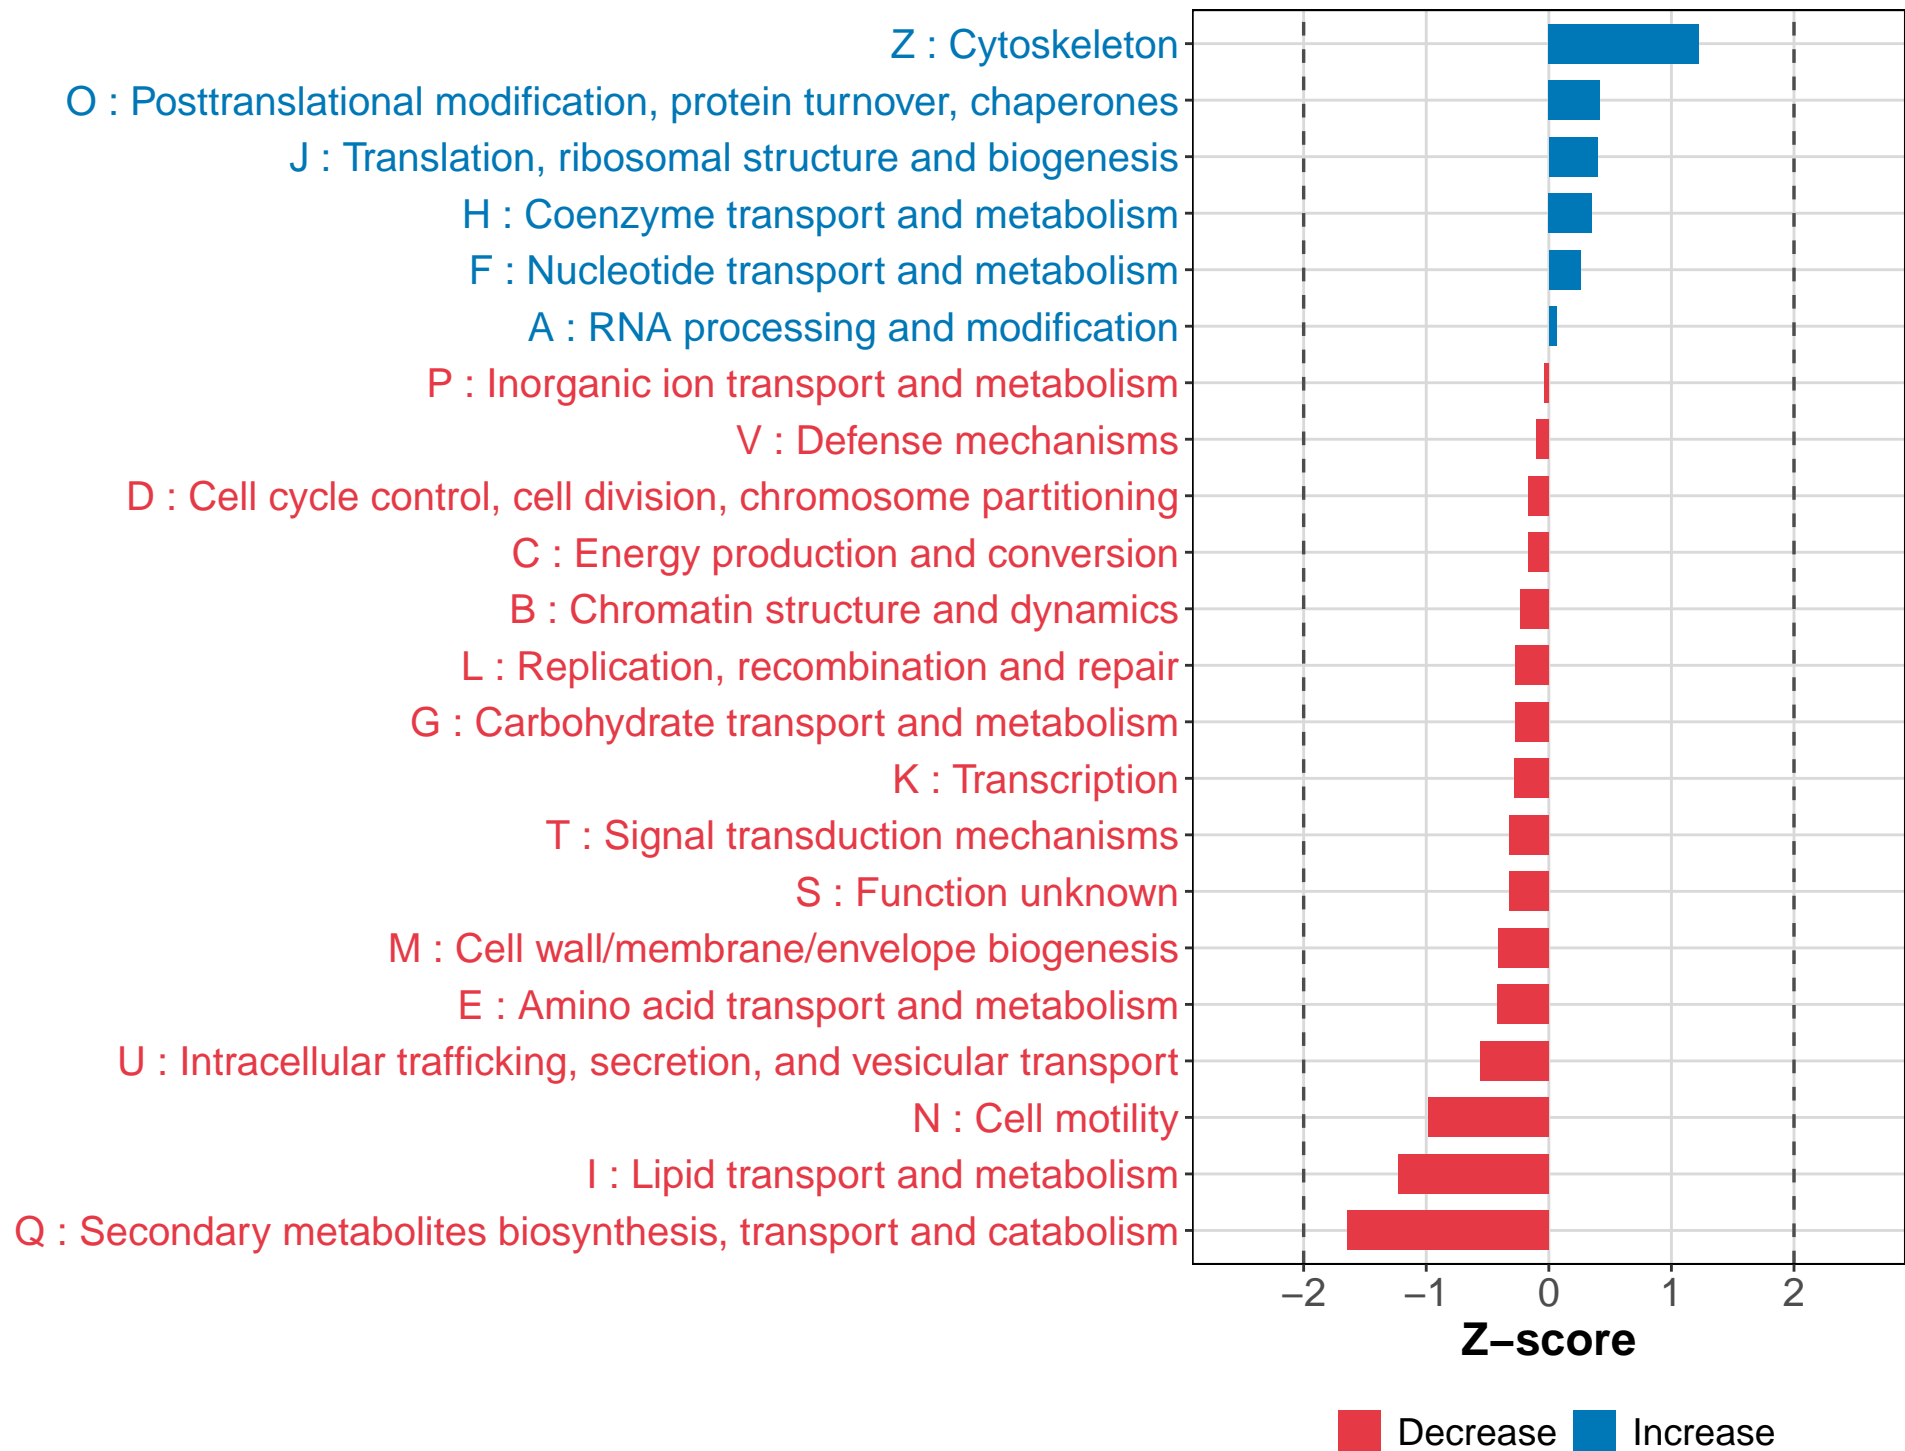 Z : Cytoskeleton
O : Posttranslational modification, protein turnover, chaperones
J : Translation, ribosomal structure and biogenesis
H : Coenzyme transport and metabolism
F : Nucleotide transport and metabolism
A : RNA processing and modification
P : Inorganic ion transport and metabolism
V : Defense mechanisms
D : Cell cycle control, cell division, chromosome partitioning
C : Energy production and conversion
B : Chromatin structure and dynamics
L : Replication, recombination and repair
G : Carbohydrate transport and metabolism
K : Transcription
T : Signal transduction mechanisms
S : Function unknown
M : Cell wall/membrane/envelope biogenesis
E : Amino acid transport and metabolism
U : Intracellular trafficking, secretion, and vesicular transport
N : Cell motility
I : Lipid transport and metabolism
Q : Secondary metabolites biosynthesis, transport and catabolism
−2 −1 0 1 2
Z−score
Decrease Increase